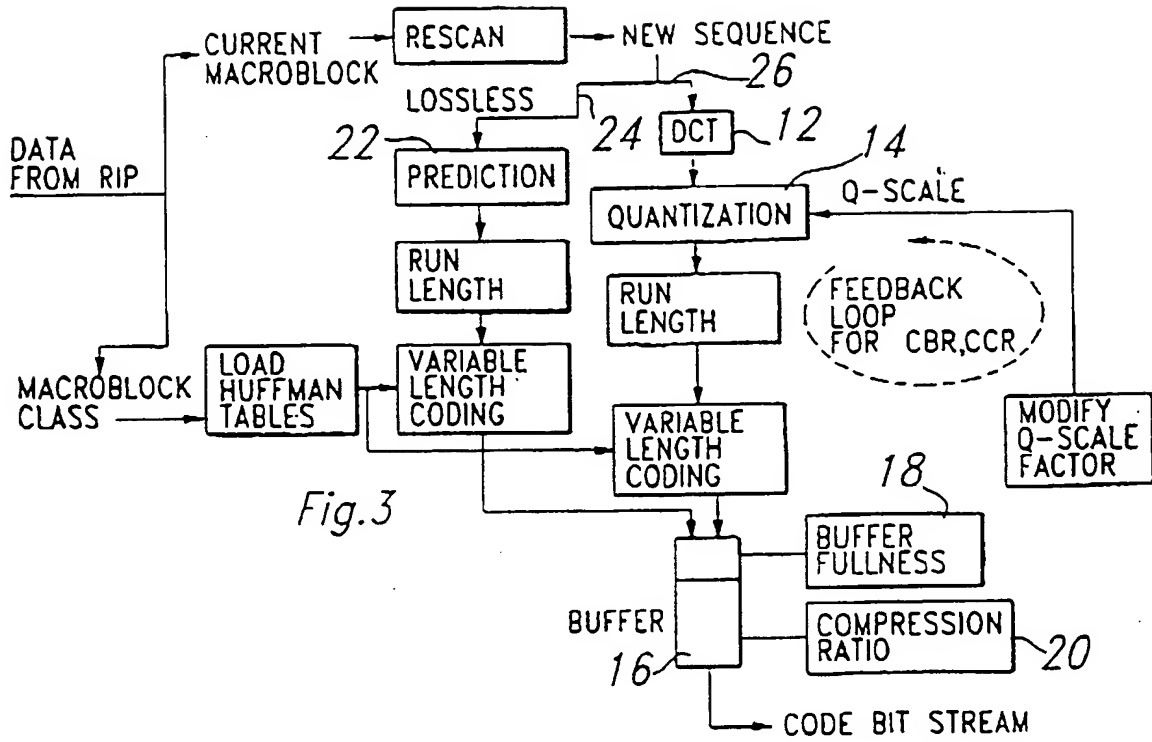 CURRENT
MACROBLOCK
RESCAN
NEW SEQUENCE
26
LOSSLESS
24
DCT
12
DATA
FROM RIP
22
PREDICTION
14
QUANTIZATION
Q-SCALE
RUN
LENGTH
RUN
LENGTH
FEEDBACK
LOOP
FOR CBR,CCR
MACROBLOCK
CLASS
LOAD
HUFFMAN
TABLES
VARIABLE
LENGTH
CODING
VARIABLE
LENGTH
CODING
MODIFY
Q-SCALE
FACTOR
Fig.3
18
BUFFER
FULLNESS
BUFFER
16
COMPRESSION
RATIO
20
CODE BIT STREAM